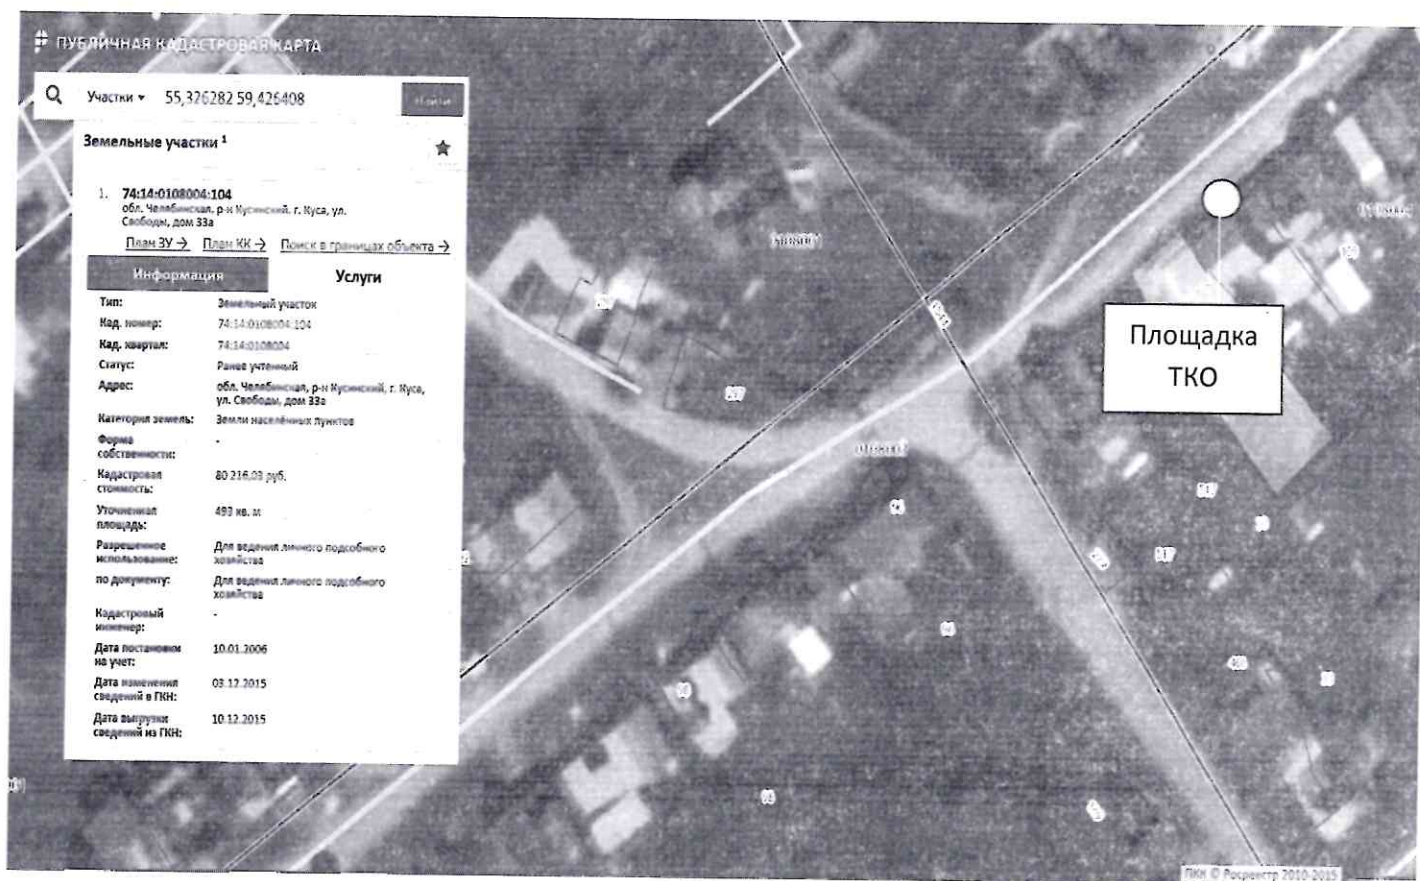 ПУБЛИЧНАЯ КАДАСТРОВАЯ КАРТА
Участки
55,326282 59,426408
Найти
Земельные участки 1
1. 74:14:0108004:104
обл. Челябинская, р-н Кусинский, г. Куса, ул.
Свободы, дом 33а
План ЗУ → План КК → Поиск в границах объекта →
Информация Услуги
Тип: Земельный участок
Кад. номер: 74:14:0108004:104
Кад. квартал: 74:14:0108004
Статус: Ранее учтенный
Адрес: обл. Челябинская, р-н Кусинский, г. Куса,
ул. Свободы, дом 33а
Категория земель: Земли населённых пунктов
Форма -
собственности:
Кадастровая 80 216,03 руб.
стоимость:
Уточненная 493 кв. м
площадь:
Разрешенное Для ведения личного подсобного
использование: хозяйства
по документу: Для ведения личного подсобного
хозяйства
Кадастровый -
инженер:
Дата постановки 10.01.2006
на учет:
Дата изменения 03.12.2015
сведений в ГКН:
Дата выгрузки 10.12.2015
сведений из ГКН:
Площадка
ТКО
ПКК © Росреестр 2010-2015